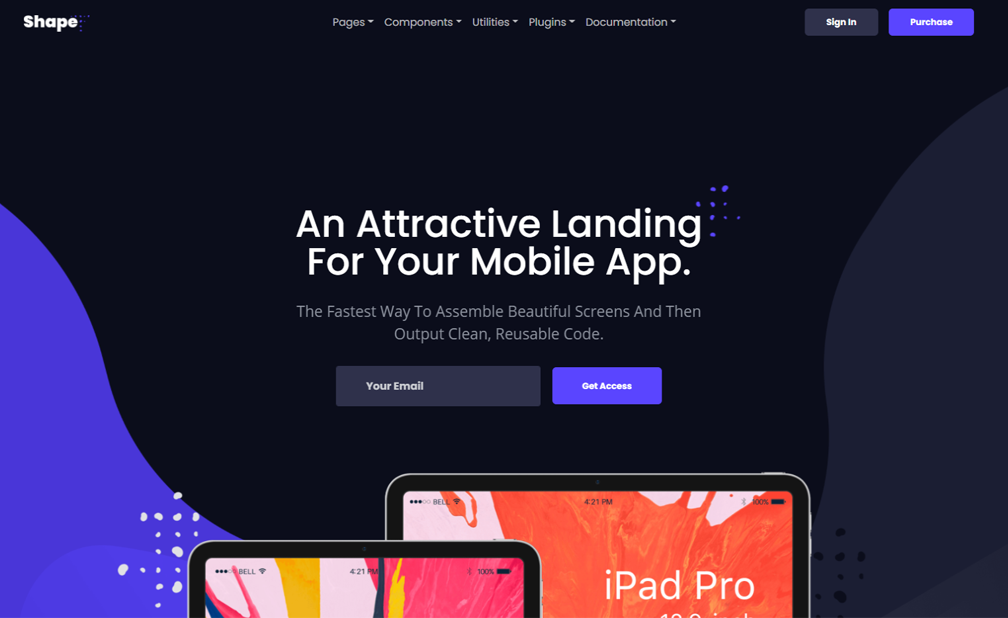 Shape
Pages Components Utilities Plugins Documentation
Sign In
Purchase
An Attractive Landing
For Your Mobile App.
The Fastest Way To Assemble Beautiful Screens And Then
Output Clean, Reusable Code.
Your Email
Get Access
BELL 4:21 PM 100%
iPad Pro
BELL 4:21 PM 100%